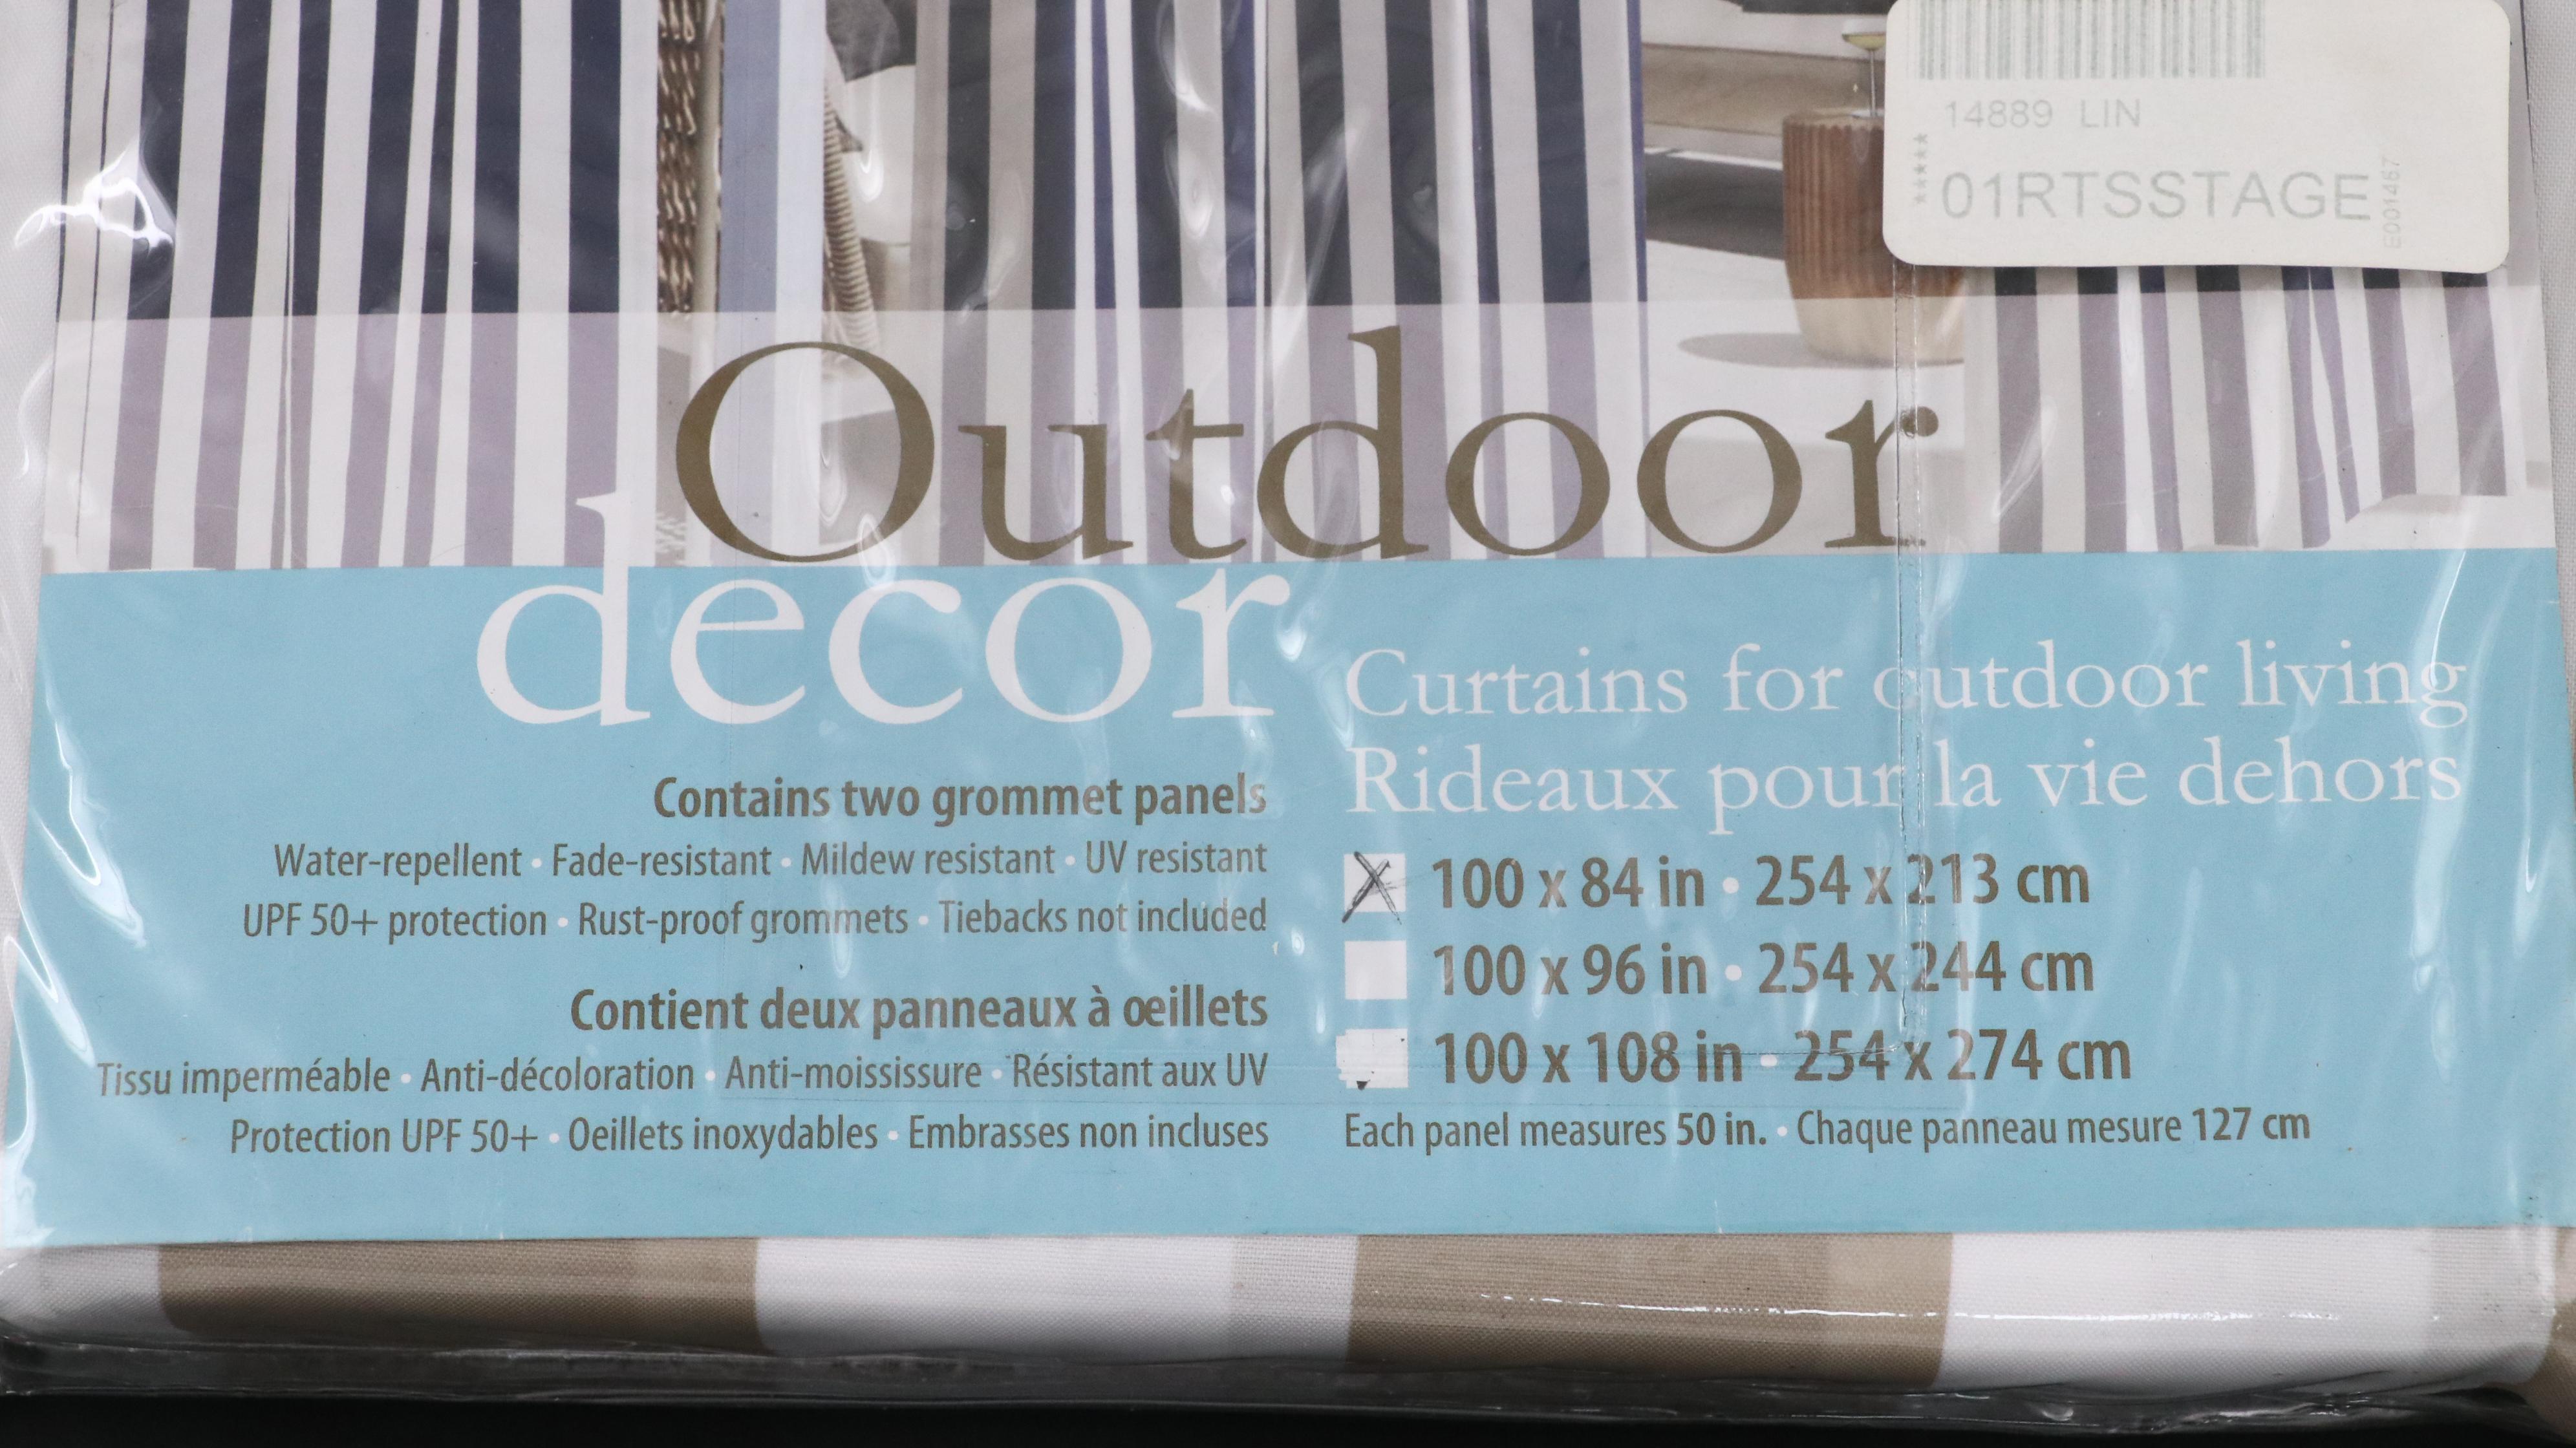 14889 LIN
*****
01RTSSTAGE
E001467
Outdoor
decor
Curtains for outdoor living
Rideaux pour la vie dehors
Contains two grommet panels
Water-repellent • Fade-resistant • Mildew resistant • UV resistant
UPF 50+ protection • Rust-proof grommets • Tiebacks not included
Contient deux panneaux à œillets
Tissu imperméable • Anti-décoloration • Anti-moississure • Résistant aux UV
Protection UPF 50+ • Oeillets inoxydables • Embrasses non incluses
X 100 x 84 in • 254 x 213 cm
100 x 96 in • 254 x 244 cm
100 x 108 in • 254 x 274 cm
Each panel measures 50 in. • Chaque panneau mesure 127 cm